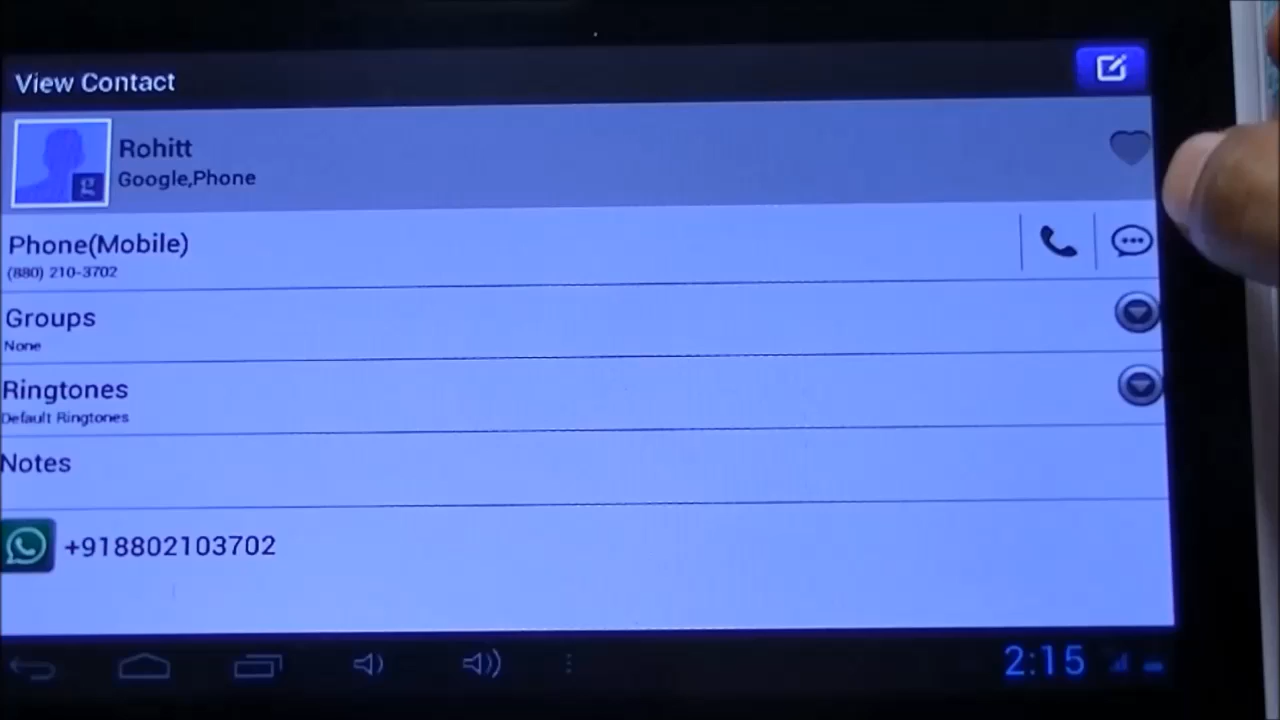 View Contact
Rohitt
Google,Phone
g
Phone(Mobile)
(880) 210-3702
Groups
None
Ringtones
Default Ringtones
Notes
+918802103702
2:15